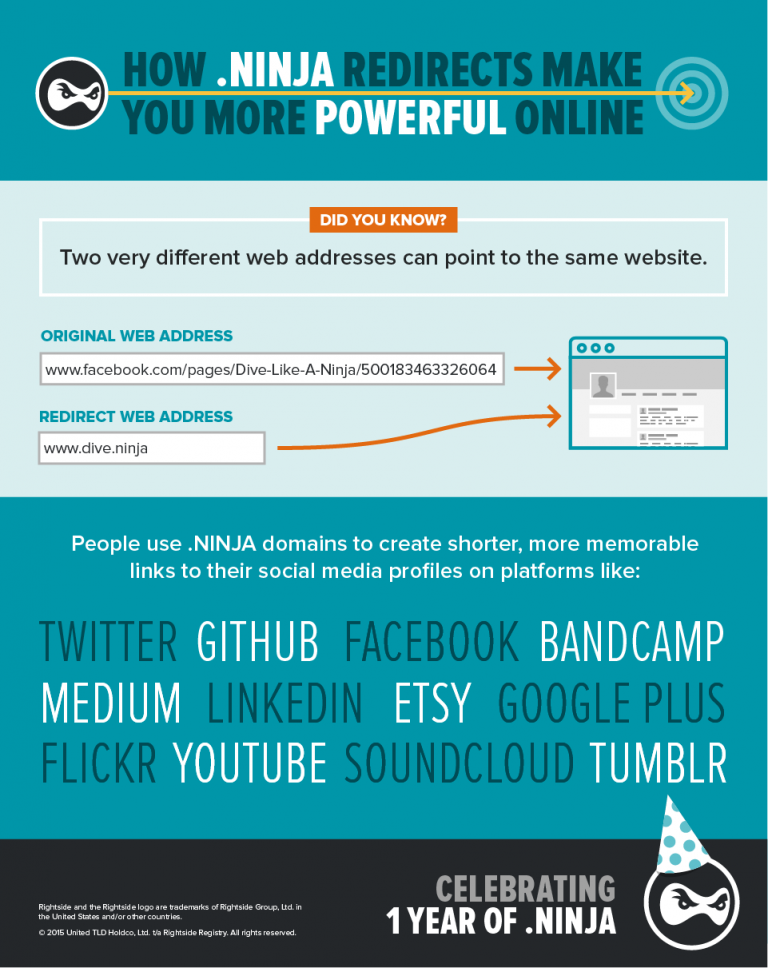 HOW .NINJA REDIRECTS MAKE
YOU MORE POWERFUL ONLINE
DID YOU KNOW?
Two very different web addresses can point to the same website.
ORIGINAL WEB ADDRESS
www.facebook.com/pages/Dive-Like-A-Ninja/500183463326064
REDIRECT WEB ADDRESS
www.dive.ninja
People use .NINJA domains to create shorter, more memorable
links to their social media profiles on platforms like:
TWITTER GITHUB FACEBOOK BANDCAMP
MEDIUM LINKEDIN ETSY GOOGLE PLUS
FLICKR YOUTUBE SOUNDCLOUD TUMBLR
CELEBRATING
1 YEAR OF .NINJA
Rightside and the Rightside logo are trademarks of Rightside Group, Ltd. in
the United States and/or other countries.
© 2015 United TLD Holdco, Ltd. t/a Rightside Registry. All rights reserved.